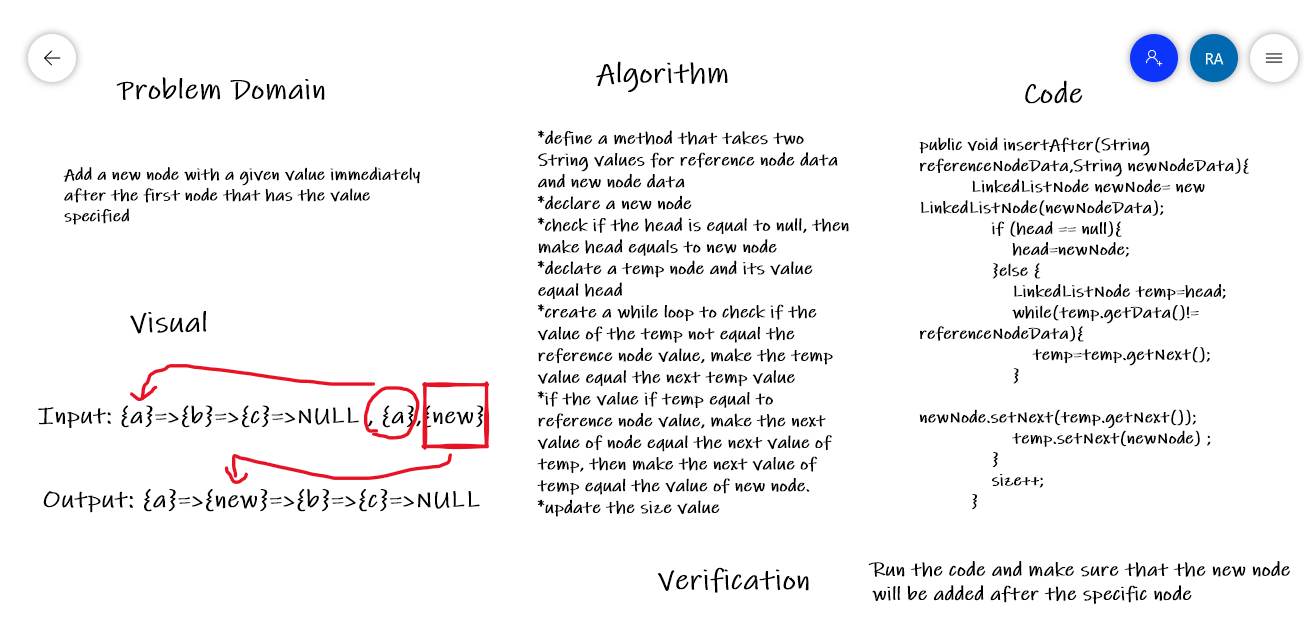 RA
Problem Domain
Add a new node with a given value immediately
after the first node that has the value
specified
Visual
Input: {a}=>{b}=>{c}=>NULL , {a},{new}
Output: {a}=>{new}=>{b}=>{c}=>NULL
Algorithm
*define a method that takes two
String values for reference node data
and new node data
*declare a new node
*check if the head is equal to null, then
make head equals to new node
*declate a temp node and its value
equal head
*create a while loop to check if the
value of the temp not equal the
reference node value, make the temp
value equal the next temp value
*if the value if temp equal to
reference node value, make the next
value of node equal the next value of
temp, then make the next value of
temp equal the value of new node.
*update the size value
Code
public void insertAfter(String
referenceNodeData,String newNodeData){
LinkedListNode newNode= new
LinkedListNode(newNodeData);
if (head == null){
head=newNode;
}else {
LinkedListNode temp=head;
while(temp.getData()!=
referenceNodeData){
temp=temp.getNext();
}
newNode.setNext(temp.getNext());
temp.setNext(newNode) ;
}
size++;
}
Verification
Run the code and make sure that the new node
will be added after the specific node